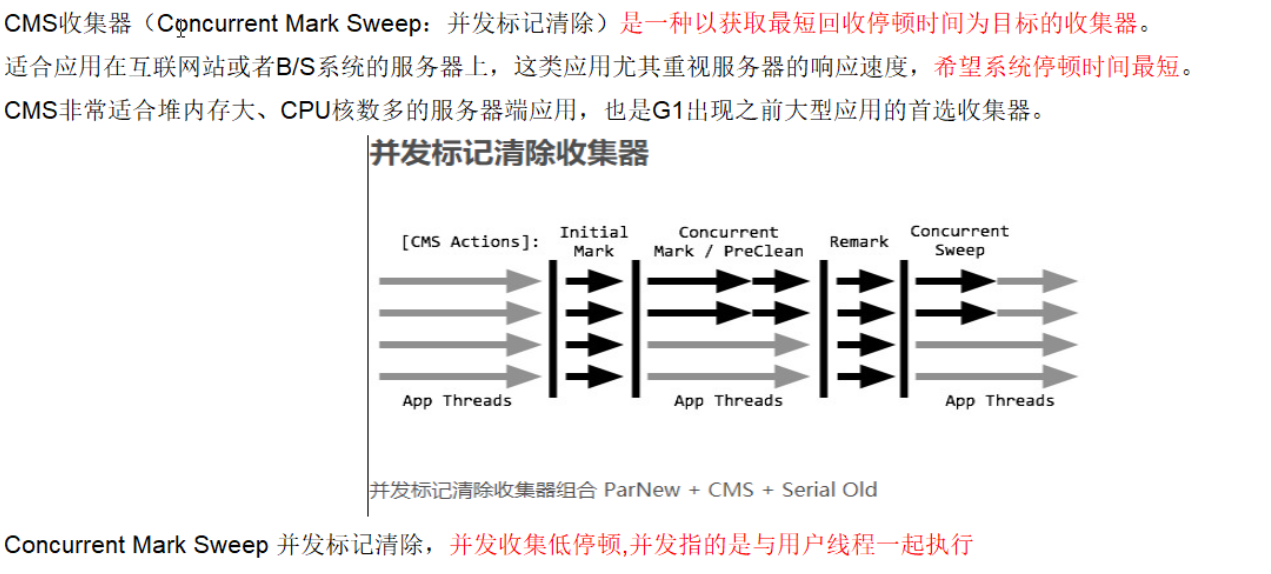 CMS收集器（Concurrent Mark Sweep：并发标记清除）是一种以获取最短回收停顿时间为目标的收集器。
适合应用在互联网站或者B/S系统的服务器上，这类应用尤其重视服务器的响应速度，希望系统停顿时间最短。
CMS非常适合堆内存大、CPU核数多的服务器端应用，也是G1出现之前大型应用的首选收集器。
并发标记清除收集器
[CMS Actions]:
Initial
Mark
Concurrent
Mark / PreClean
Remark
Concurrent
Sweep
App Threads
App Threads
App Threads
并发标记清除收集器组合 ParNew + CMS + Serial Old
Concurrent Mark Sweep 并发标记清除，并发收集低停顿,并发指的是与用户线程一起执行